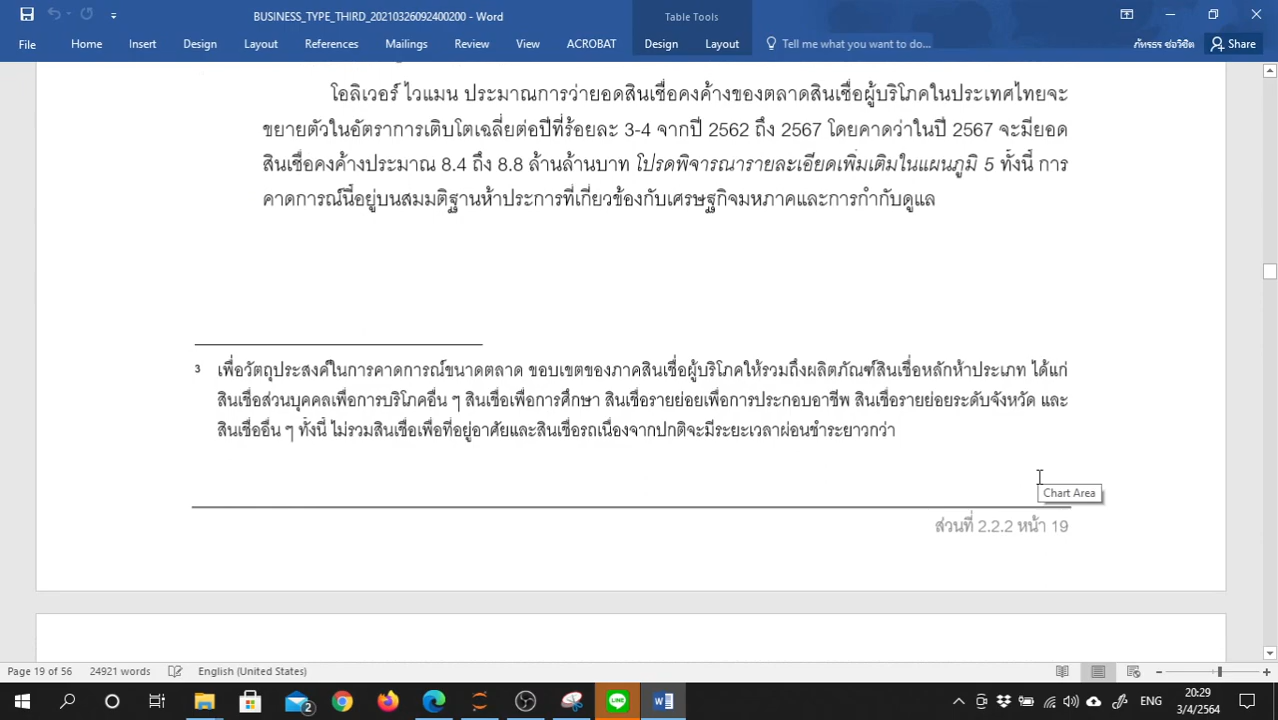 BUSINESS_TYPE_THIRD_20210326092400200 - Word
Table Tools
File Home Insert Design Layout References Mailings Review View ACROBAT Design Layout Tell me what you want to do... ภัทรธร ช่อวิชิต Share
โอลิเวอร์ ไวแมน ประมาณการว่ายอดสินเชื่อคงค้างของตลาดสินเชื่อผู้บริโภคในประเทศไทยจะ
ขยายตัวในอัตราการเติบโตเฉลี่ยต่อปีที่ร้อยละ 3-4 จากปี 2562 ถึง 2567 โดยคาดว่าในปี 2567 จะมียอด
สินเชื่อคงค้างประมาณ 8.4 ถึง 8.8 ล้านล้านบาท โปรดพิจารณารายละเอียดเพิ่มเติมในแผนภูมิ 5 ทั้งนี้ การ
คาดการณ์นี้อยู่บนสมมติฐานห้าประการที่เกี่ยวข้องกับเศรษฐกิจมหภาคและการกำกับดูแล
3 เพื่อวัตถุประสงค์ในการคาดการณ์ขนาดตลาด ขอบเขตของภาคสินเชื่อผู้บริโภคให้รวมถึงผลิตภัณฑ์สินเชื่อหลักห้าประเภท ได้แก่
สินเชื่อส่วนบุคคลเพื่อการบริโภคอื่น ๆ สินเชื่อเพื่อการศึกษา สินเชื่อรายย่อยเพื่อการประกอบอาชีพ สินเชื่อรายย่อยระดับจังหวัด และ
สินเชื่ออื่น ๆ ทั้งนี้ ไม่รวมสินเชื่อเพื่อที่อยู่อาศัยและสินเชื่อรถเนื่องจากปกติจะมีระยะเวลาผ่อนชำระยาวกว่า
Chart Area
ส่วนที่ 2.2.2 หน้า 19
Page 19 of 56 24921 words English (United States)
2 LINE ENG 20:29
3/4/2564